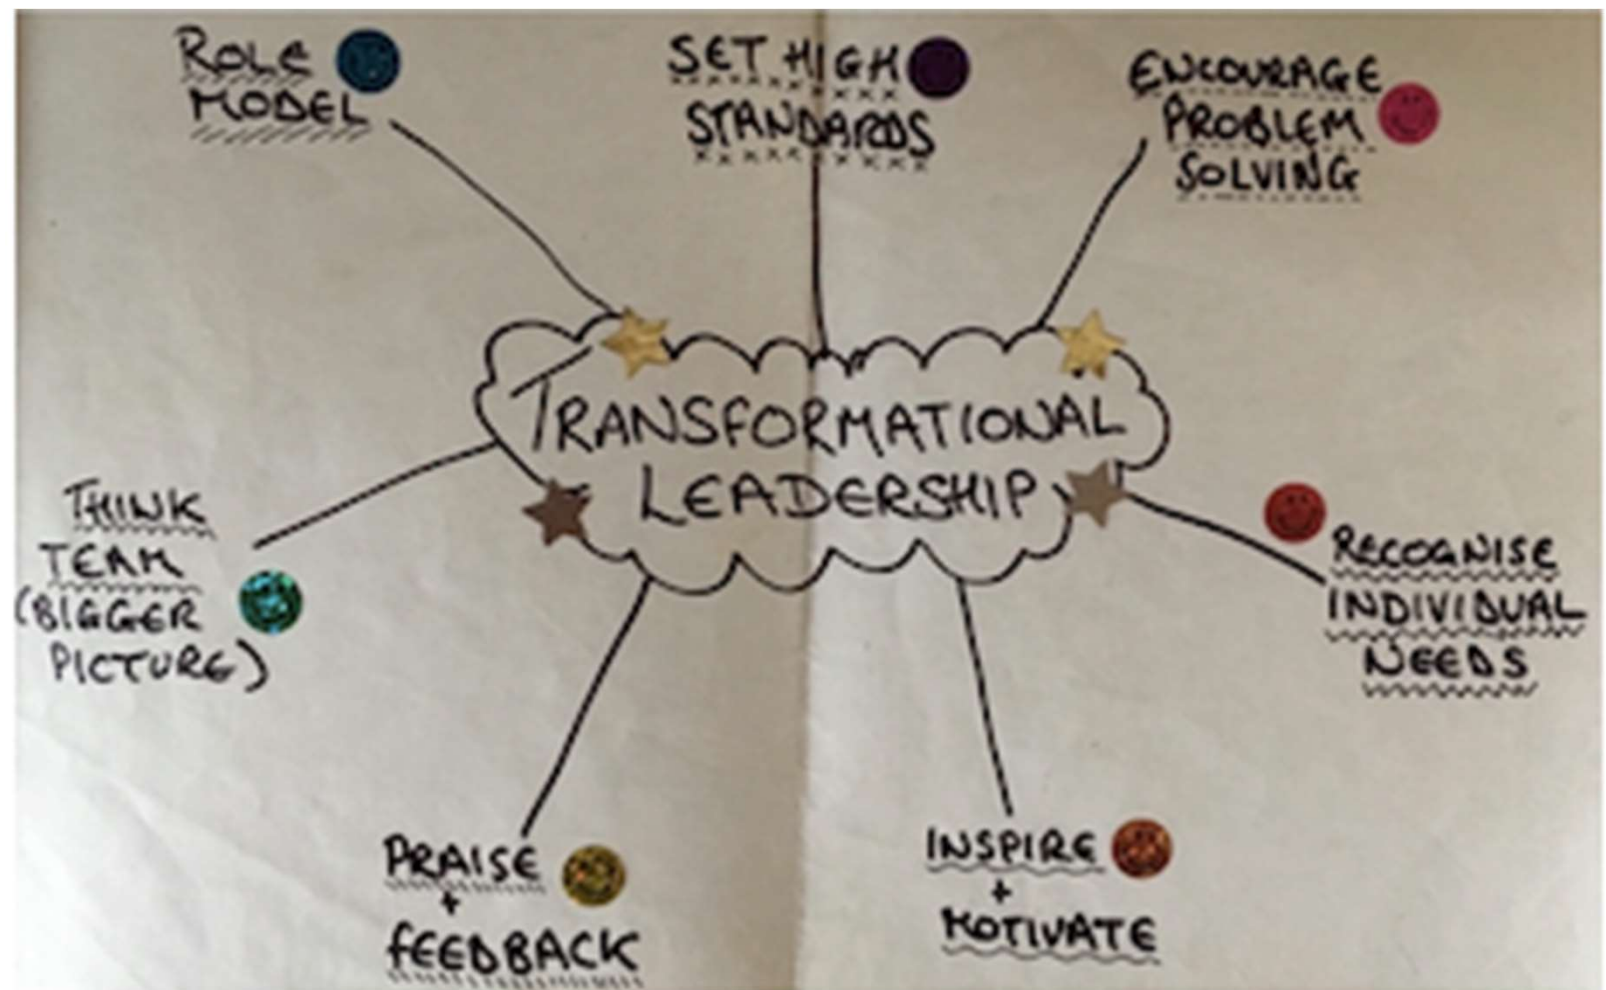 ROLE
MODEL
SET HIGH
STANDARDS
ENCOURAGE
PROBLEM
SOLVING
TRANSFORMATIONAL
LEADERSHIP
THINK
TEAM
(BIGGER
PICTURE)
RECOGNISE
INDIVIDUAL
NEEDS
PRAISE
+
FEEDBACK
INSPIRE
+
MOTIVATE